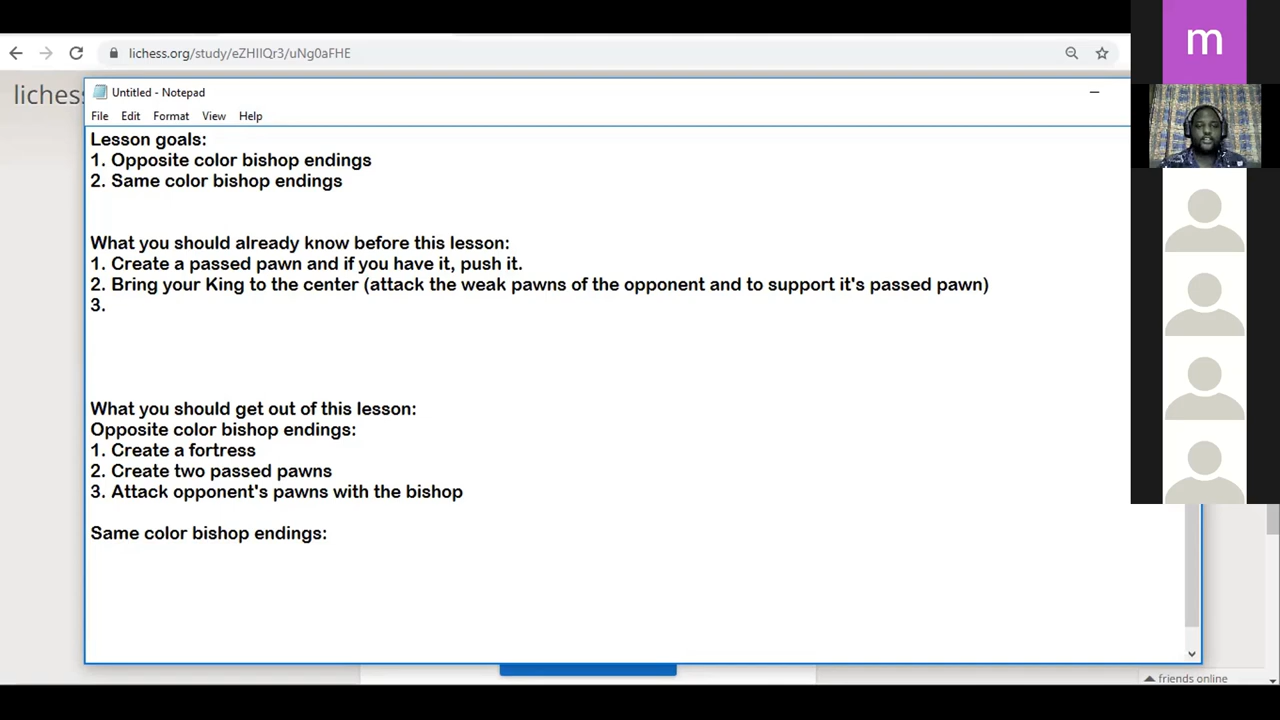 lichess.org/study/eZHIIQr3/uNg0aFHE
m
lichess
Untitled - Notepad
File Edit Format View Help
Lesson goals:
1. Opposite color bishop endings
2. Same color bishop endings
What you should already know before this lesson:
1. Create a passed pawn and if you have it, push it.
2. Bring your King to the center (attack the weak pawns of the opponent and to support it's passed pawn)
3.
What you should get out of this lesson:
Opposite color bishop endings:
1. Create a fortress
2. Create two passed pawns
3. Attack opponent's pawns with the bishop
Same color bishop endings:
friends online